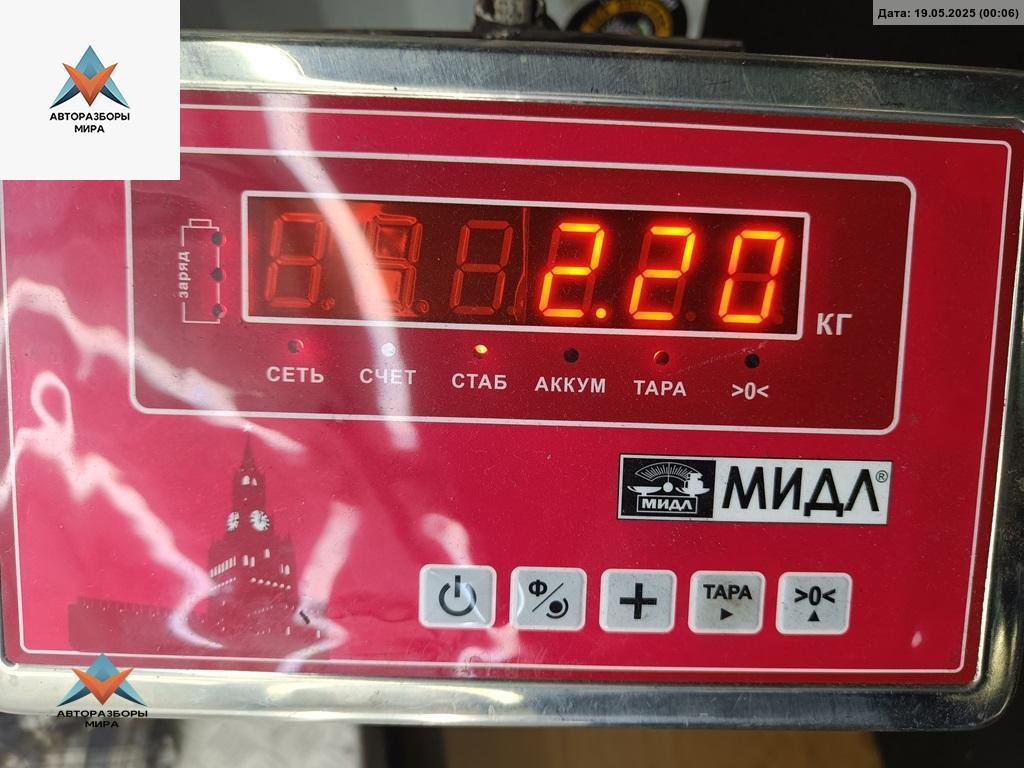 Дата: 19.05.2025 (00:06)
АВТОРАЗБОРЫ
МИРА
заряд
2.20
КГ
СЕТЬ СЧЕТ СТАБ АККУМ ТАРА >0<
МИДЛ МИДЛ®
Ф ТАРА >0<
АВТОРАЗБОРЫ
МИРА